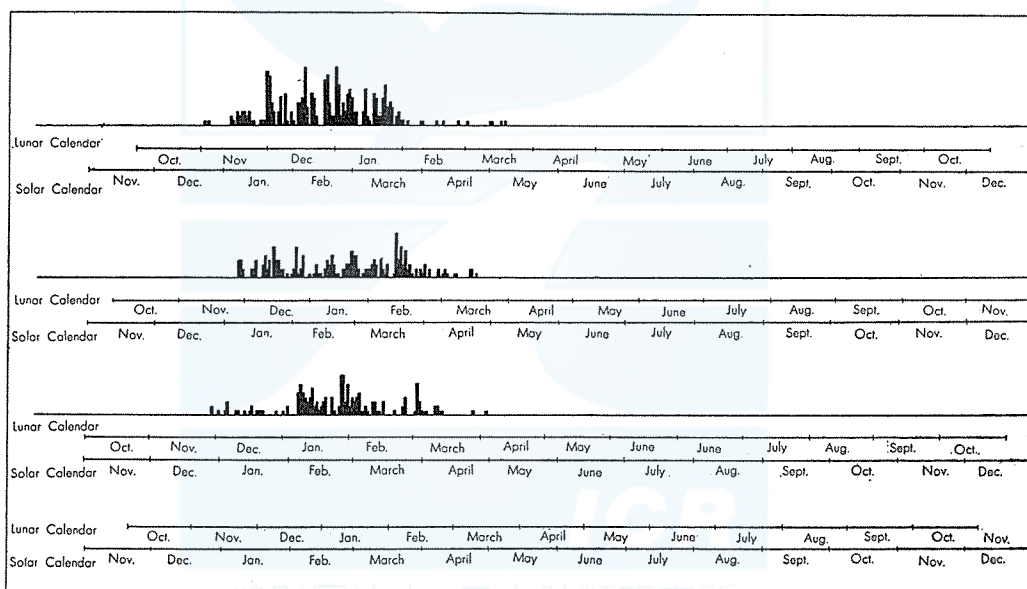 Lunar Calendar
Oct. Nov Dec. Jan. Feb. March April May June July Aug. Sept. Oct.
Solar Calendar
Nov. Dec. Jan. Feb. March April May June July Aug. Sept. Oct. Nov. Dec.
Lunar Calendar
Oct. Nov. Dec. Jan. Feb. March April May June July Aug. Sept. Oct. Nov.
Solar Calendar
Nov. Dec. Jan. Feb. March April May June July Aug. Sept. Oct. Nov. Dec.
Lunar Calendar
Oct. Nov. Dec. Jan. Feb. March April May June June July Aug. Sept. Oct.
Solar Calendar
Nov. Dec. Jan. Feb. March April May June July Aug. Sept. Oct. Nov. Dec.
ICR
Lunar Calendar
Oct. Nov. Dec. Jan. Feb. March April May June July Aug. Sept. Oct. Nov.
Solar Calendar
Nov. Dec. Jan. Feb. March April May June July Aug. Sept. Oct. Nov. Dec.